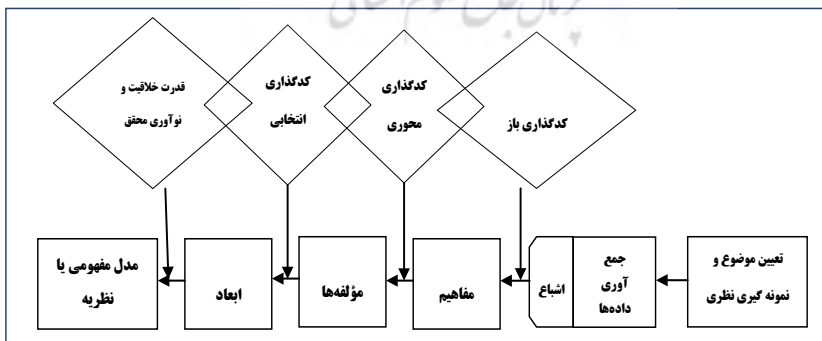 کدگذاری باز
کدگذاری
محوری
کدگذاری
انتخابی
قدرت خلاقیت و
نوآوری محقق
تعیین موضوع و
نمونه گیری نظری
جمع
آوری
داده‌ها
اشباع
مفاهیم
مؤلفه‌ها
ابعاد
مدل مفهومی یا
نظریه